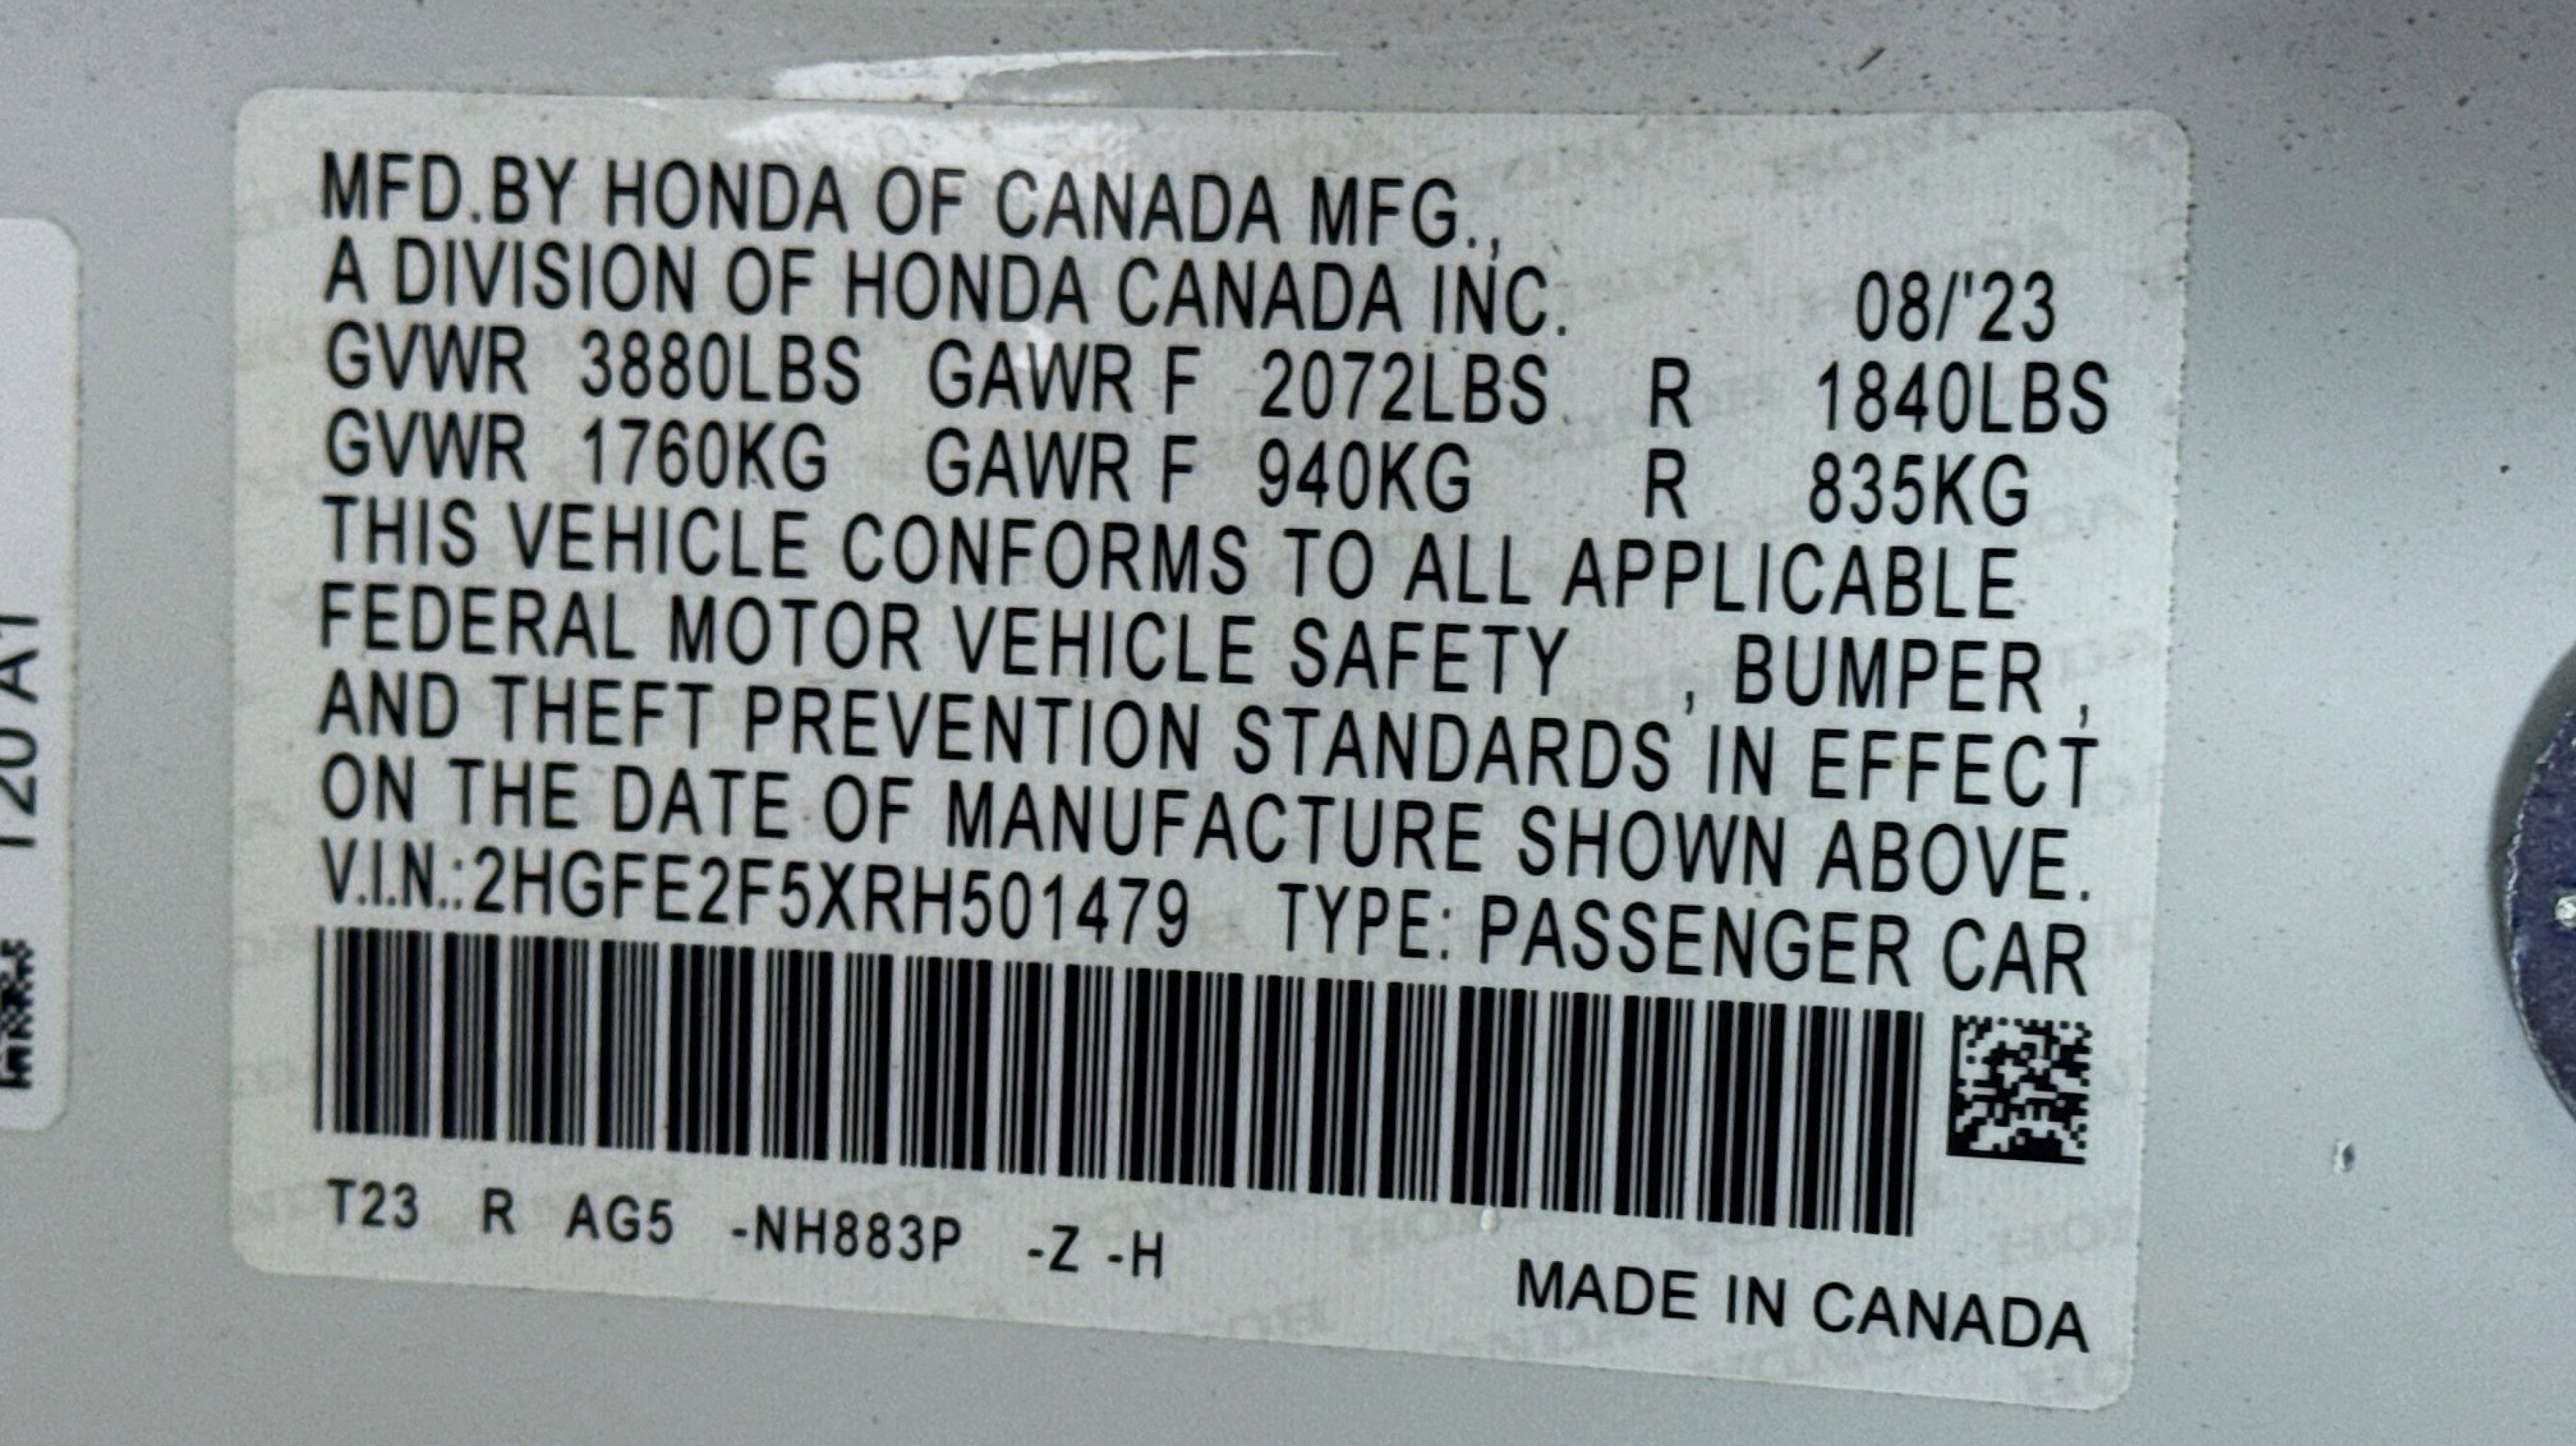 MFD.BY HONDA OF CANADA MFG.,
A DIVISION OF HONDA CANADA INC. 08/'23
GVWR 3880LBS GAWR F 2072LBS R 1840LBS
GVWR 1760KG GAWR F 940KG R 835KG
THIS VEHICLE CONFORMS TO ALL APPLICABLE
FEDERAL MOTOR VEHICLE SAFETY , BUMPER ,
AND THEFT PREVENTION STANDARDS IN EFFECT
ON THE DATE OF MANUFACTURE SHOWN ABOVE.
V.I.N.:2HGFE2F5XRH501479 TYPE: PASSENGER CAR
T23 R AG5 -NH883P -Z -H
MADE IN CANADA